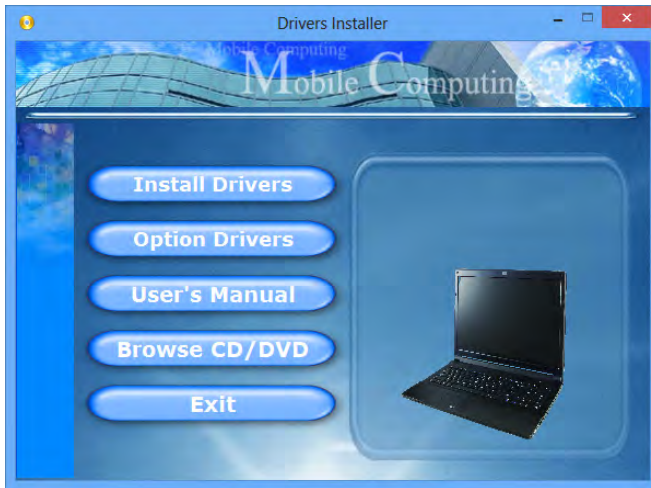 Drivers Installer
Mobile Computing
Mobile Computing
Install Drivers
Option Drivers
User's Manual
Browse CD/DVD
Exit